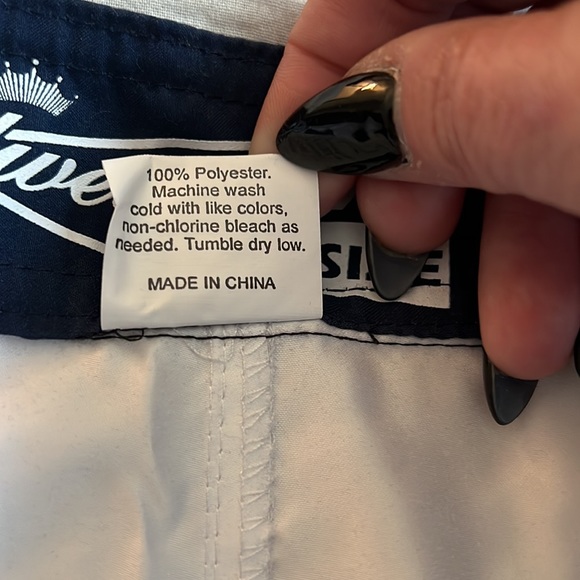 100% Polyester.
Machine wash
cold with like colors,
non-chlorine bleach as
needed. Tumble dry low.
MADE IN CHINA